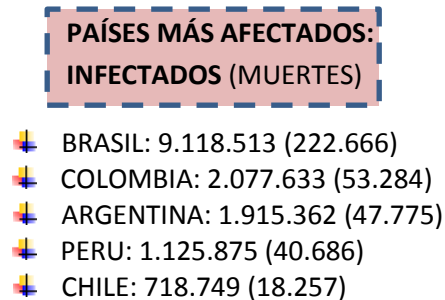 PAÍSES MÁS AFECTADOS:
INFECTADOS (MUERTES)
BRASIL: 9.118.513 (222.666)
COLOMBIA: 2.077.633 (53.284)
ARGENTINA: 1.915.362 (47.775)
PERU: 1.125.875 (40.686)
CHILE: 718.749 (18.257)